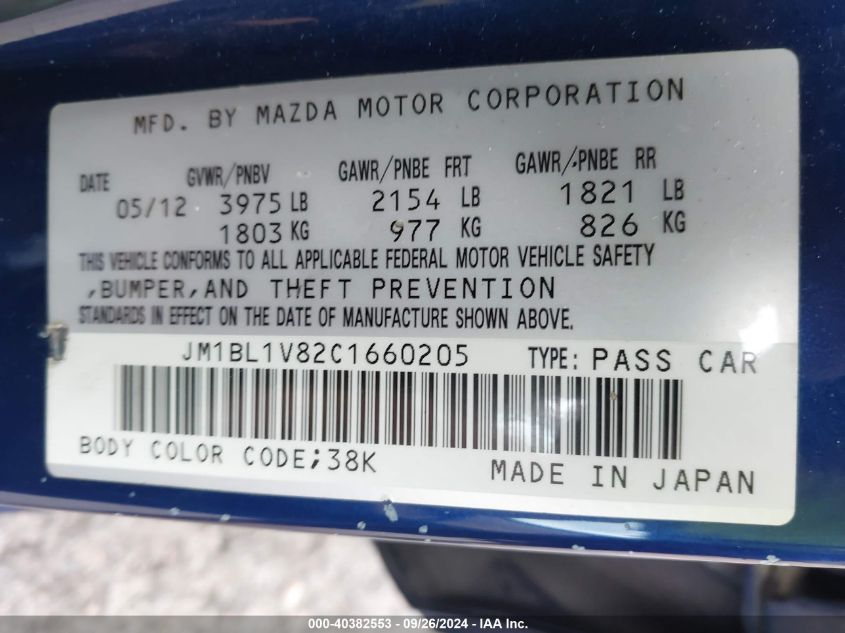 MFD. BY MAZDA MOTOR CORPORATION
DATE GVWR/PNBV GAWR/PNBE FRT GAWR/PNBE RR
05/12 3975 LB 2154 LB 1821 LB
1803 KG 977 KG 826 KG
THIS VEHICLE CONFORMS TO ALL APPLICABLE FEDERAL MOTOR VEHICLE SAFETY
,BUMPER,AND THEFT PREVENTION
STANDARDS IN EFFECT ON THE DATE OF MANUFACTURE SHOWN ABOVE.
JM1BL1V82C1660205 TYPE: PASS CAR
BODY COLOR CODE;38K
MADE IN JAPAN
000-40382553 - 09/26/2024 - IAA, Inc.